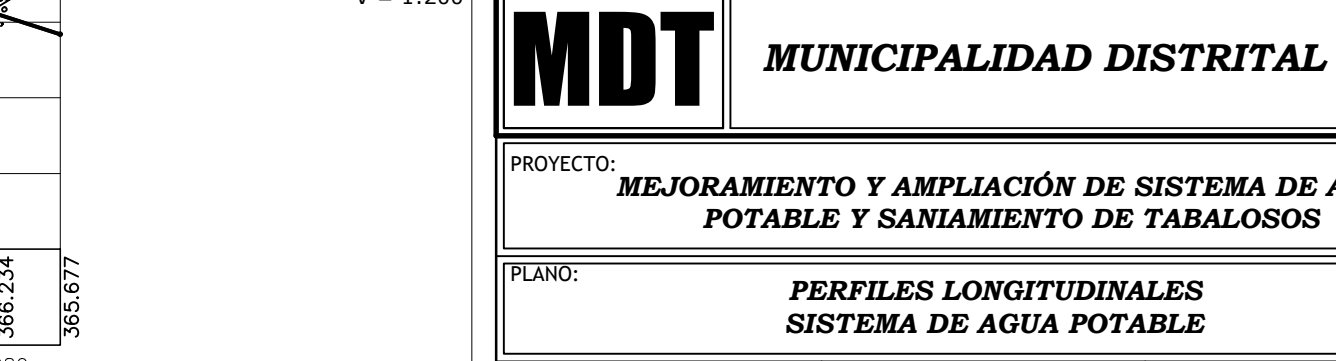 V = 1:200
MDT
MUNICIPALIDAD DISTRITAL
PROYECTO:
MEJORAMIENTO Y AMPLIACIÓN DE SISTEMA DE
POTABLE Y SANIAMIENTO DE TABALOSOS
PLANO:
PERFILES LONGITUDINALES
SISTEMA DE AGUA POTABLE
366.234
365.677